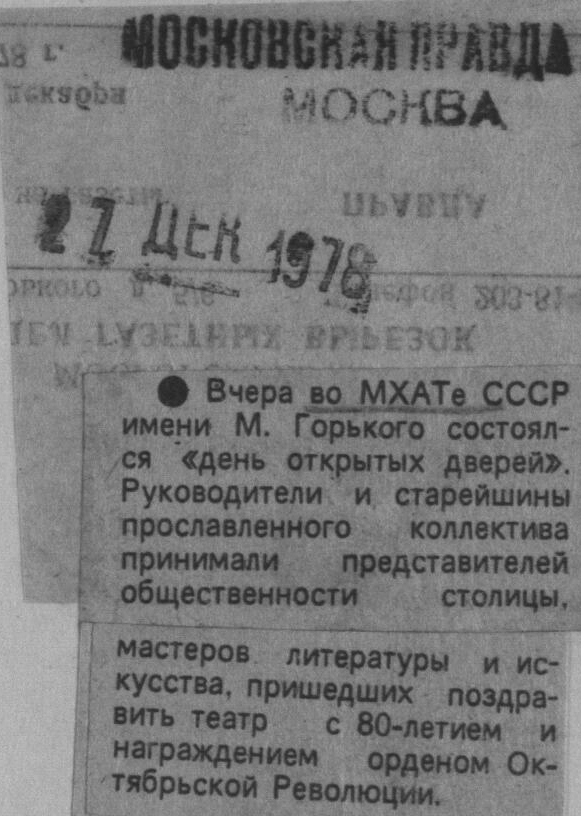 МОСКОВСКАЯ ПРАВДА
МОСКВА
27 ДЕК 1978
● Вчера во МХАТе СССР
имени М. Горького состоял-
ся «день открытых дверей».
Руководители и старейшины
прославленного коллектива
принимали представителей
общественности столицы,
мастеров литературы и ис-
кусства, пришедших поздра-
вить театр с 80-летием и
награждением орденом Ок-
тябрьской Революции.